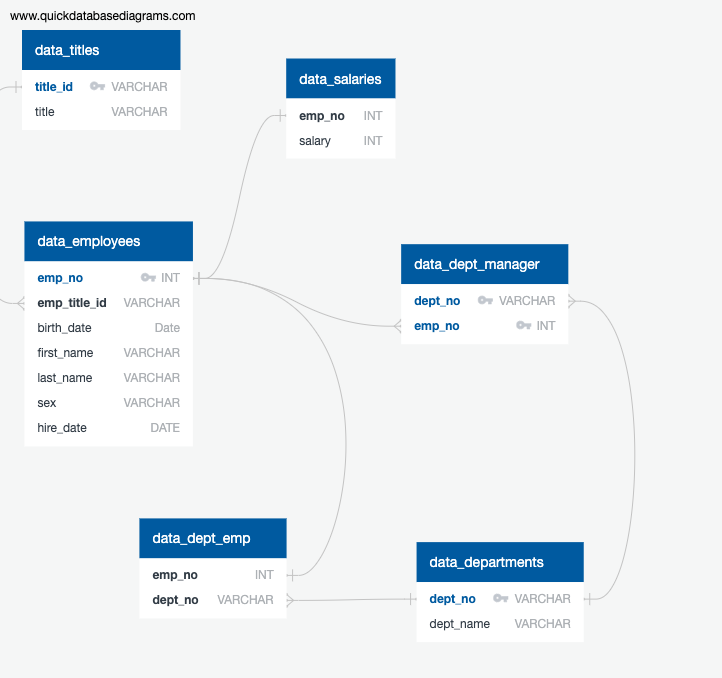 www.quickdatabasediagrams.com
data_titles
title_id VARCHAR
title VARCHAR
data_salaries
emp_no INT
salary INT
data_employees
emp_no INT
emp_title_id VARCHAR
birth_date Date
first_name VARCHAR
last_name VARCHAR
sex VARCHAR
hire_date DATE
data_dept_manager
dept_no VARCHAR
emp_no INT
data_dept_emp
emp_no INT
dept_no VARCHAR
data_departments
dept_no VARCHAR
dept_name VARCHAR